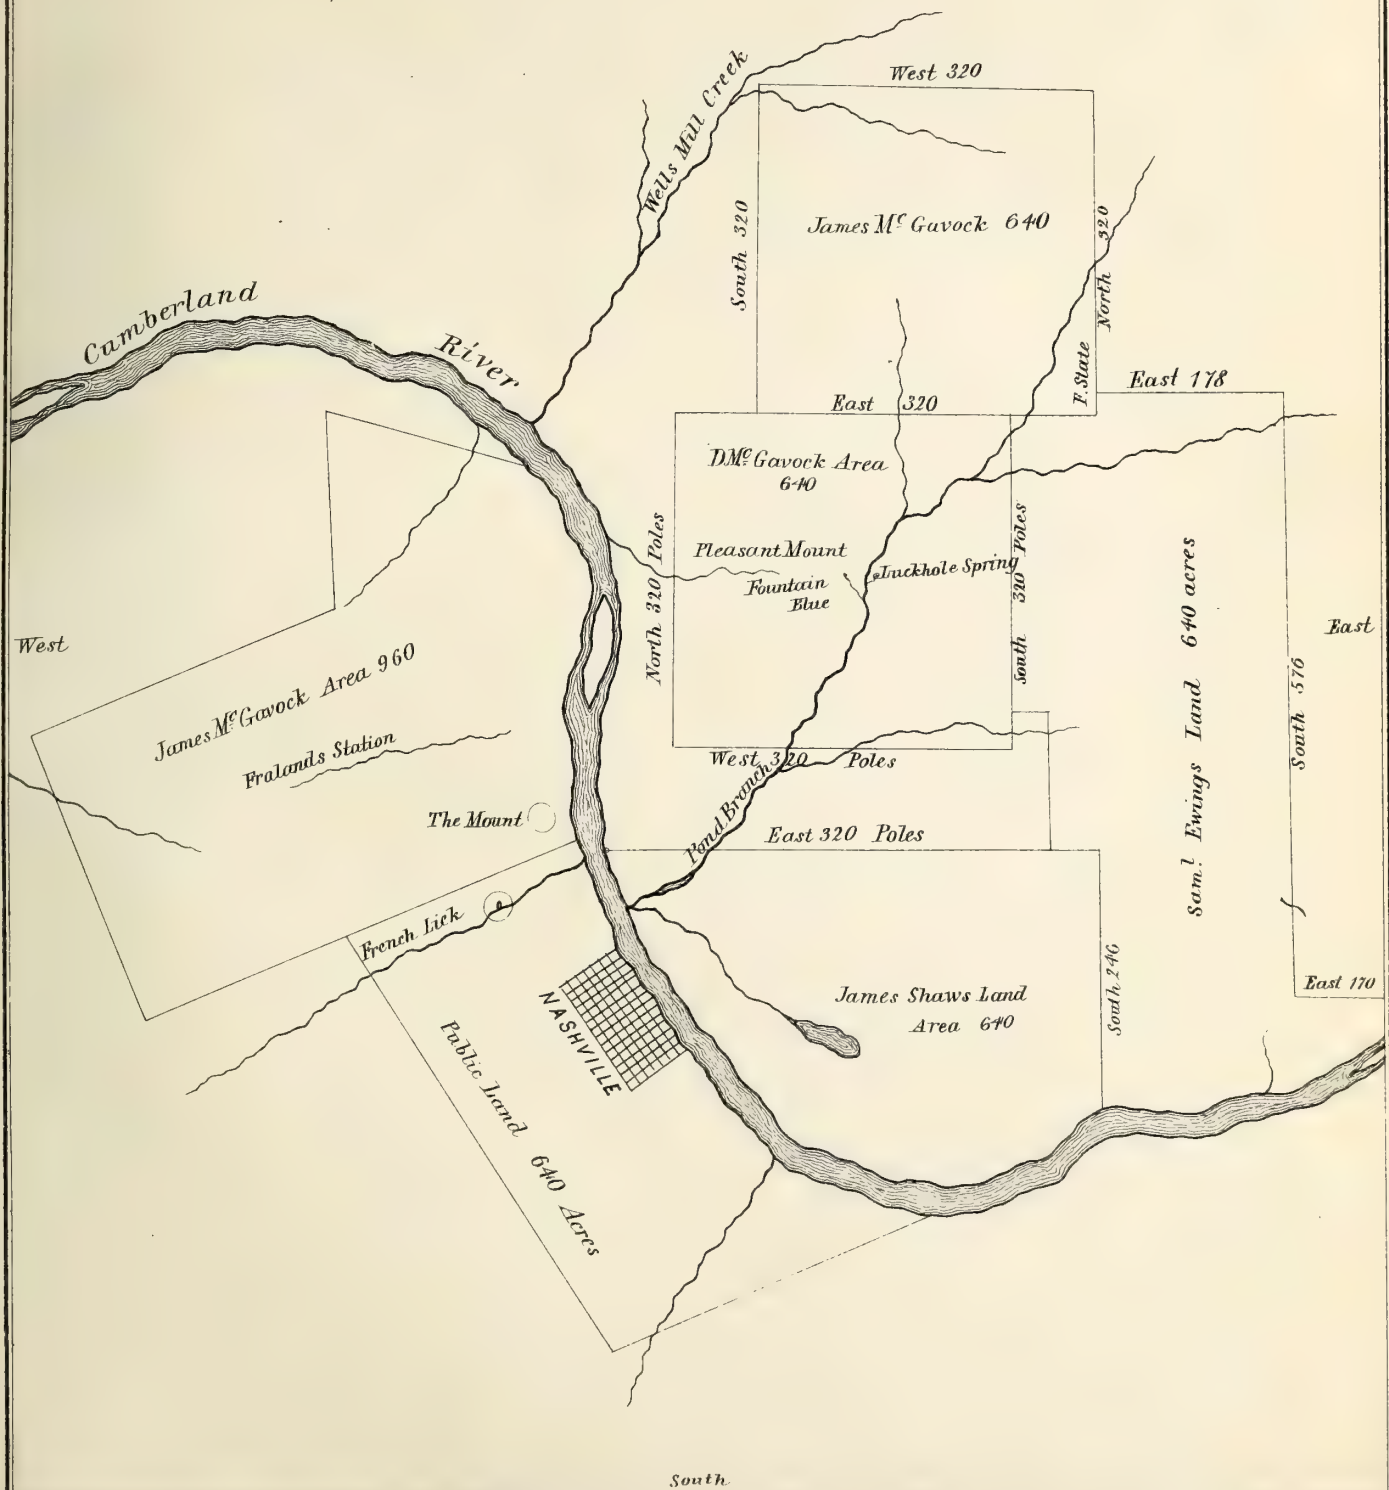 West 320
Wells Mill Creek
South 320
James Mc Gavock 640
North 320
F. State
Cumberland
River
East 178
East 320
D Mc Gavock Area
640
North 320 Poles
Pleasant Mount
Fountain
Blue
Luckhole Spring
South 320 Poles
Saml Ewings Land 640 acres
South 576
East
West
James Mc Gavock Area 960
Fralands Station
The Mount
West 320 Poles
Pond Branch
East 320 Poles
French Lick
NASHVILLE
Public Land 640 Acres
James Shaws Land
Area 640
South 246
East 170
South